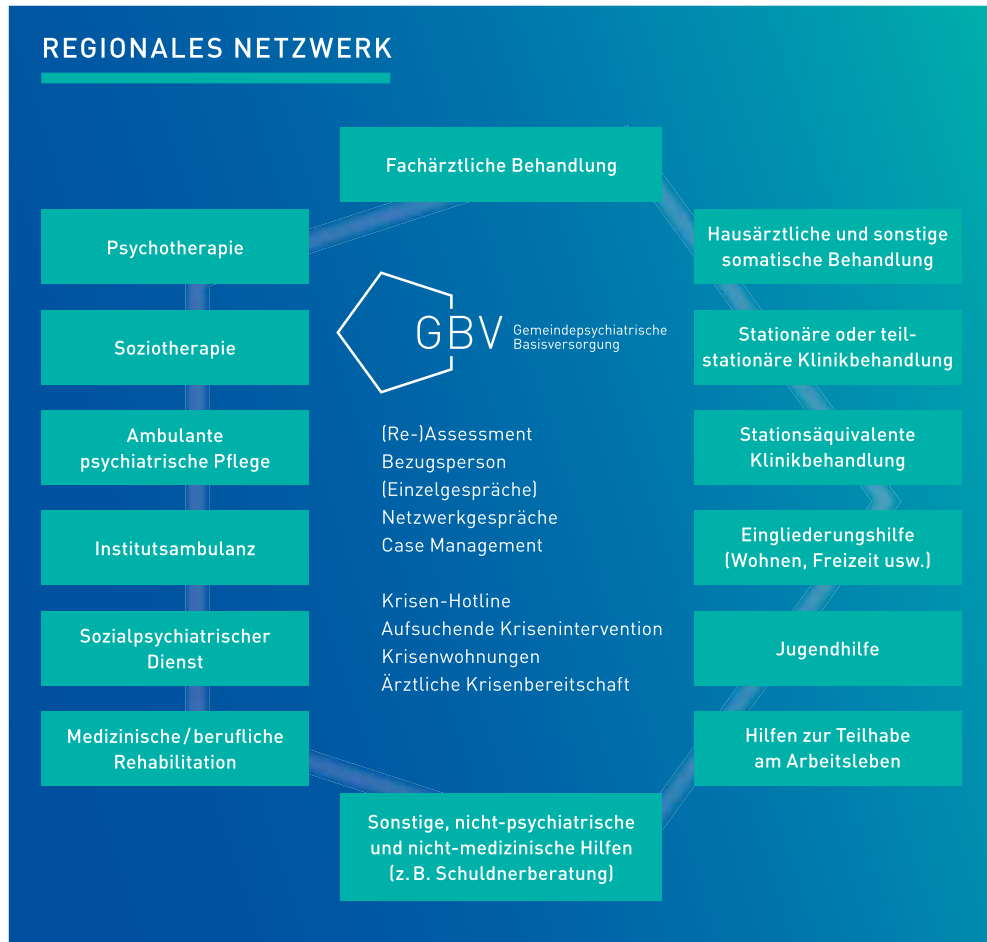 REGIONALES NETZWERK
Fachärztliche Behandlung
Psychotherapie
Soziotherapie
Ambulante
psychiatrische Pflege
Institutsambulanz
Sozialpsychiatrischer
Dienst
Medizinische/berufliche
Rehabilitation
GBV
Gemeindepsychiatrische
Basisversorgung
(Re-)Assessment
Bezugsperson
(Einzelgespräche)
Netzwerkgespräche
Case Management
Krisen-Hotline
Aufsuchende Krisenintervention
Krisenwohnungen
Ärztliche Krisenbereitschaft
Hausärztliche und sonstige
somatische Behandlung
Stationäre oder teil-
stationäre Klinikbehandlung
Stationsäquivalente
Klinikbehandlung
Eingliederungshilfe
(Wohnen, Freizeit usw.)
Jugendhilfe
Hilfen zur Teilhabe
am Arbeitsleben
Sonstige, nicht-psychiatrische
und nicht-medizinische Hilfen
(z. B. Schuldnerberatung)